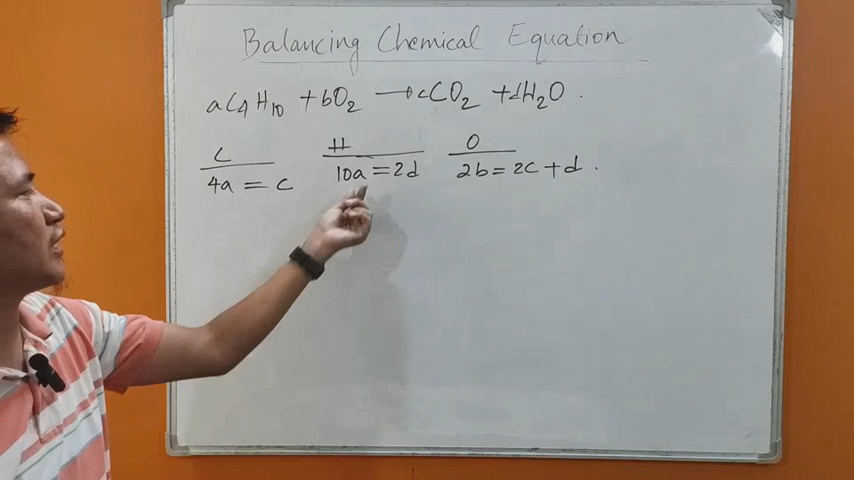 Balancing Chemical Equation
aC4H10 + bO2 → cCO2 + dH2O .
C H O
4a = c 10a = 2d 2b = 2c + d .